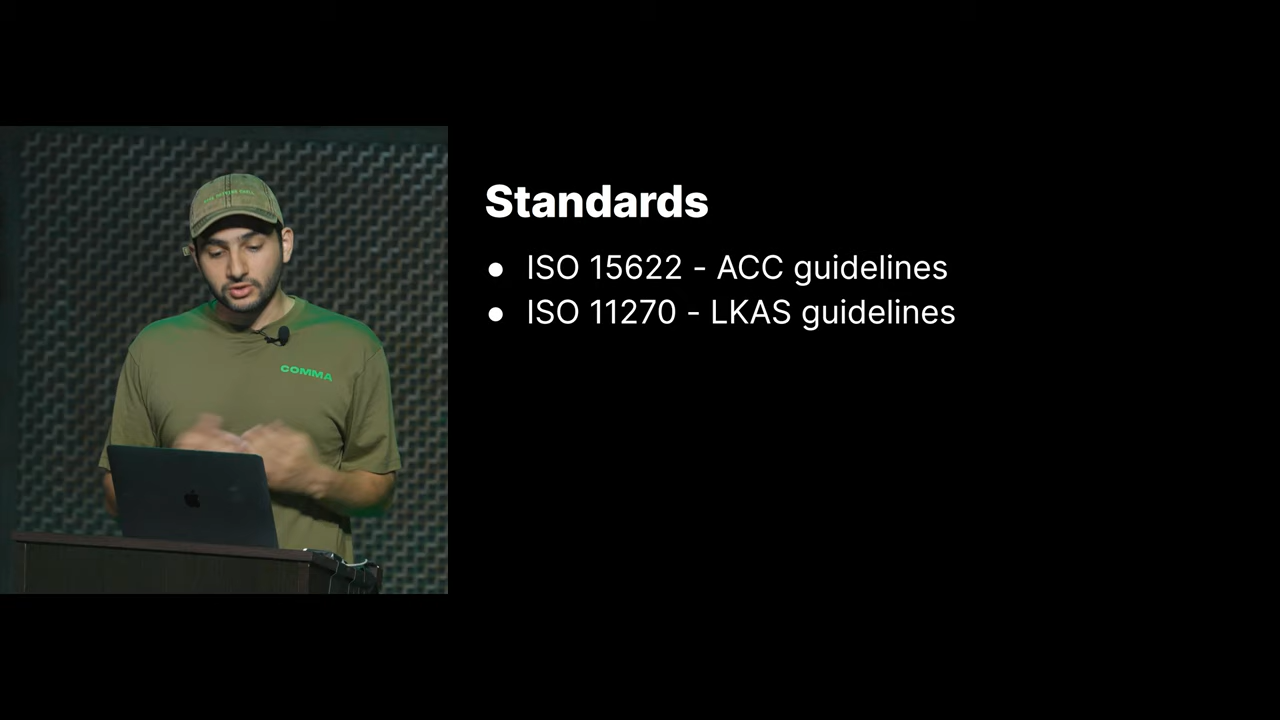 Standards
● ISO 15622 - ACC guidelines
● ISO 11270 - LKAS guidelines
COMMA